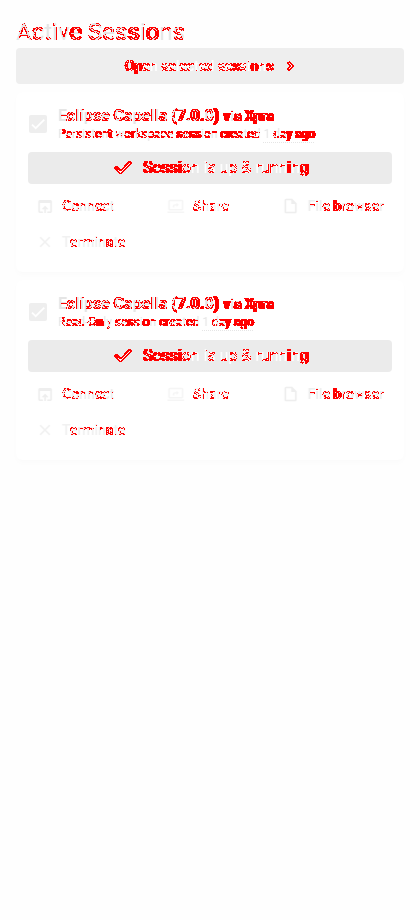 Active Sessions
Open selected sessions
Eclipse Capella (7.0.0) via Xpra
Persistent workspace session created 1 day ago
Session is up & running
Connect Share File browser
Terminate
Eclipse Capella (7.0.0) via Xpra
Read-Only session created 1 day ago
Session is up & running
Connect Share File browser
Terminate